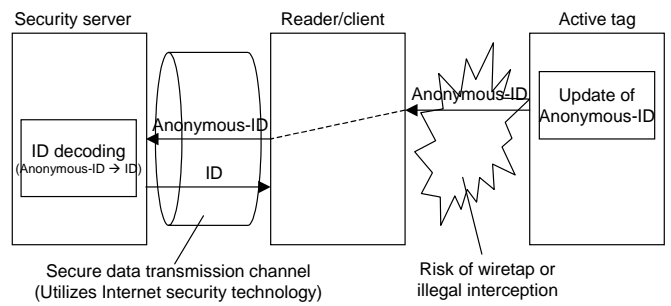 Security server
Reader/client
Active tag
Anonymous-ID
Update of
Anonymous-ID
Anonymous-ID
ID decoding
(Anonymous-ID → ID)
ID
Secure data transmission channel
(Utilizes Internet security technology)
Risk of wiretap or
illegal interception